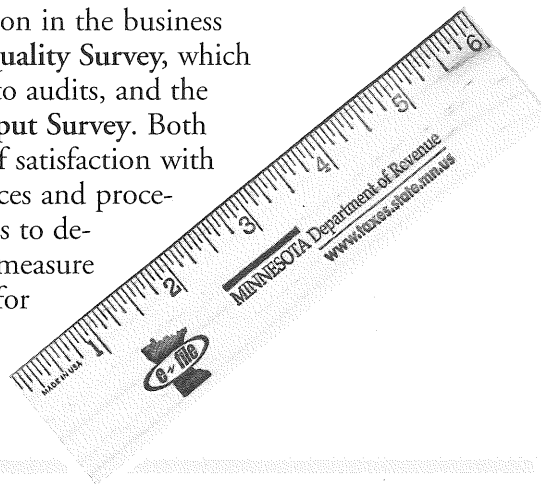 on in the business
uality Survey, which
to audits, and the
put Survey. Both
f satisfaction with
ces and proce-
s to de-
measure
for
1 2 3 4 5 6
MADE IN USA
e-file
MINNESOTA Department of Revenue
www.taxes.state.mn.us